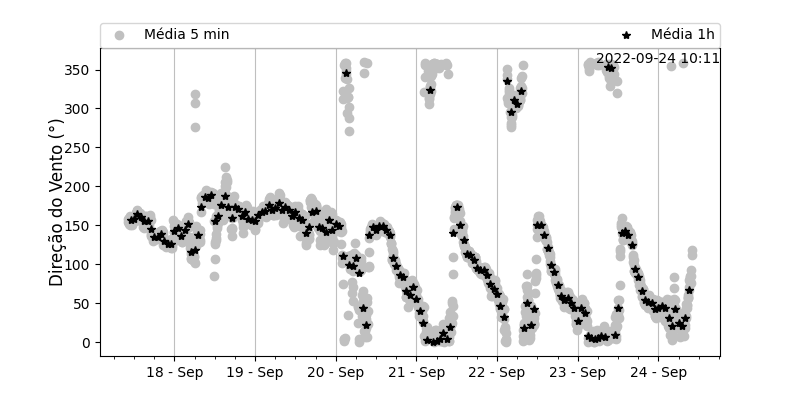 Média 5 min
Média 1h
2022-09-24 10:11
Direção do Vento (°)
350
300
250
200
150
100
50
0
18 - Sep
19 - Sep
20 - Sep
21 - Sep
22 - Sep
23 - Sep
24 - Sep